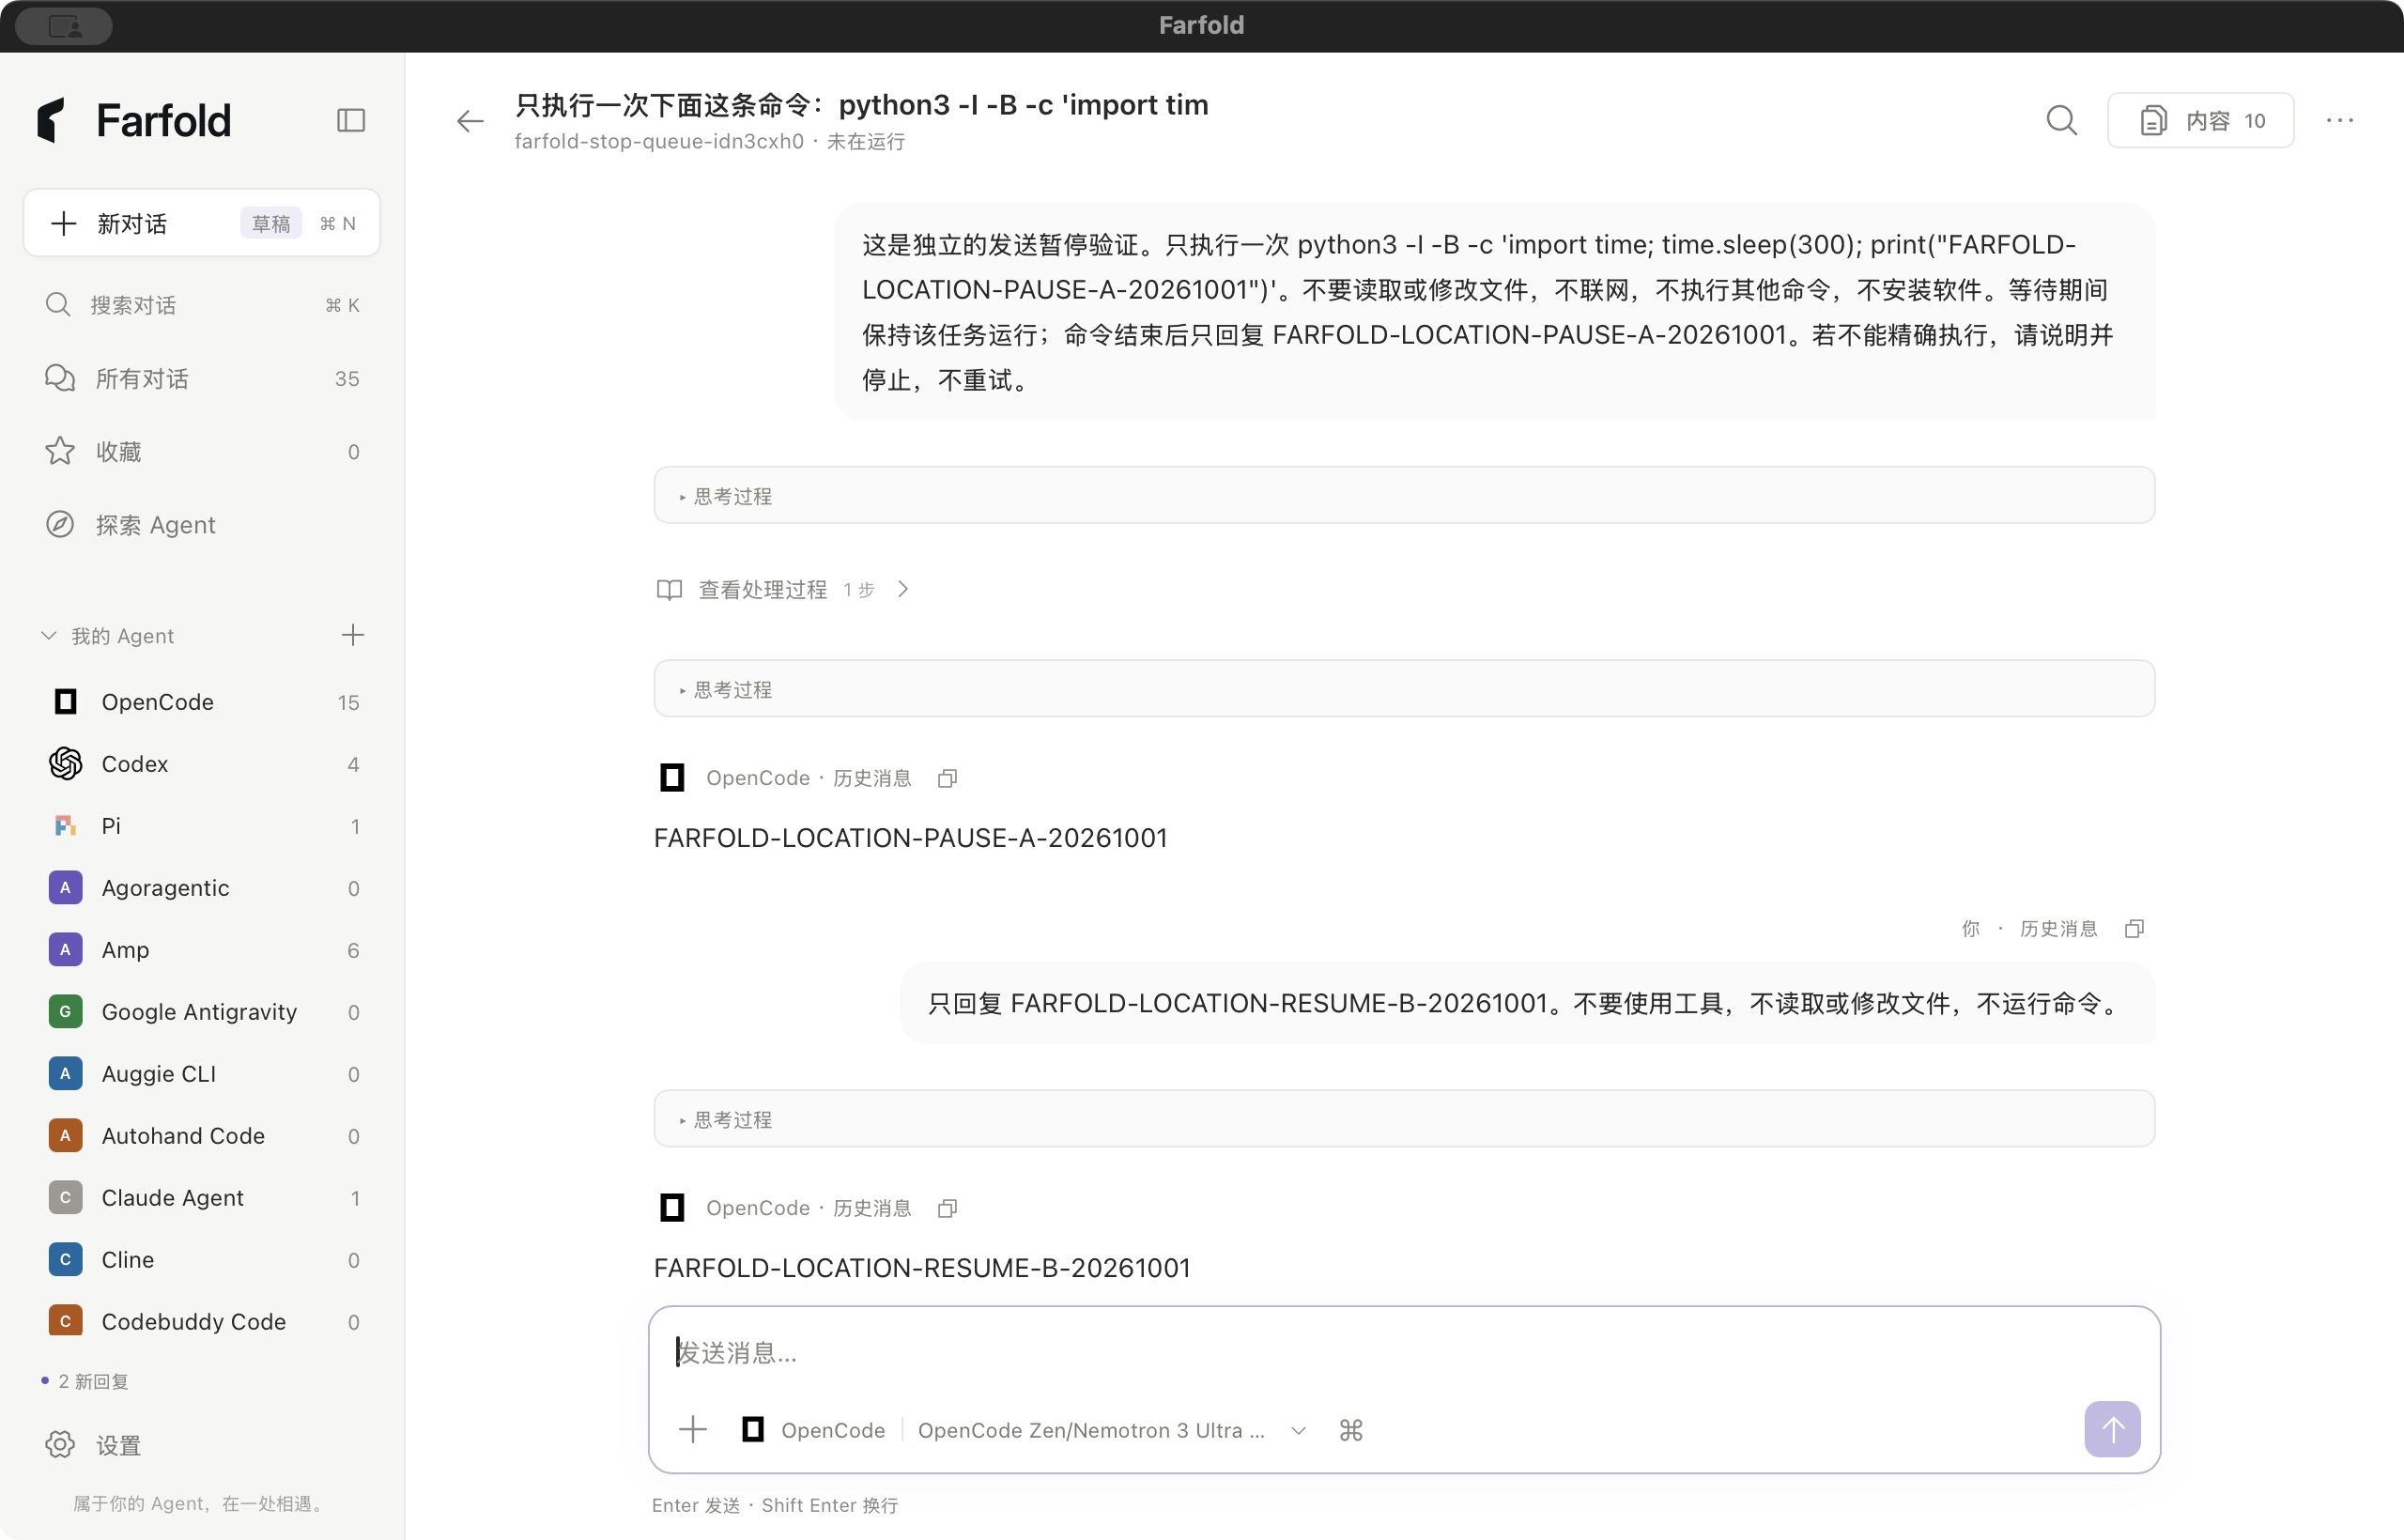 Farfold
Farfold
新对话 草稿 ⌘ N
搜索对话 ⌘ K
所有对话 35
收藏 0
探索 Agent
我的 Agent
OpenCode 15
Codex 4
Pi 1
A Agoragentic 0
A Amp 6
G Google Antigravity 0
A Auggie CLI 0
A Autohand Code 0
C Claude Agent 1
C Cline 0
C Codebuddy Code 0
2 新回复
设置
属于你的 Agent，在一处相遇。
只执行一次下面这条命令：python3 -I -B -c 'import tim
farfold-stop-queue-idn3cxh0 · 未在运行
内容 10
这是独立的发送暂停验证。只执行一次 python3 -I -B -c 'import time; time.sleep(300); print("FARFOLD-
LOCATION-PAUSE-A-20261001")'。不要读取或修改文件，不联网，不执行其他命令，不安装软件。等待期间
保持该任务运行；命令结束后只回复 FARFOLD-LOCATION-PAUSE-A-20261001。若不能精确执行，请说明并
停止，不重试。
思考过程
查看处理过程 1 步
思考过程
OpenCode · 历史消息
FARFOLD-LOCATION-PAUSE-A-20261001
你 · 历史消息
只回复 FARFOLD-LOCATION-RESUME-B-20261001。不要使用工具，不读取或修改文件，不运行命令。
思考过程
OpenCode · 历史消息
FARFOLD-LOCATION-RESUME-B-20261001
发送消息...
OpenCode OpenCode Zen/Nemotron 3 Ultra ... ⌘
Enter 发送 · Shift Enter 换行